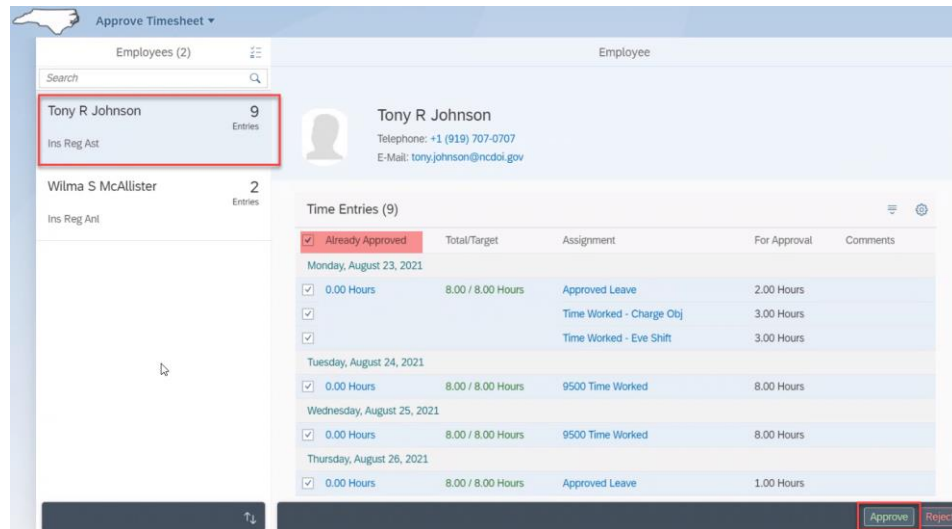 Approve Timesheet
Employees (2)
Search
Tony R Johnson 9
Entries
Ins Reg Ast
Wilma S McAllister 2
Entries
Ins Reg Anl
Employee
Tony R Johnson
Telephone: +1 (919) 707-0707
E-Mail: tony.johnson@ncdoi.gov
Time Entries (9)
Already Approved Total/Target Assignment For Approval Comments
Monday, August 23, 2021
0.00 Hours 8.00 / 8.00 Hours Approved Leave 2.00 Hours
Time Worked - Charge Obj 3.00 Hours
Time Worked - Eve Shift 3.00 Hours
Tuesday, August 24, 2021
0.00 Hours 8.00 / 8.00 Hours 9500 Time Worked 8.00 Hours
Wednesday, August 25, 2021
0.00 Hours 8.00 / 8.00 Hours 9500 Time Worked 8.00 Hours
Thursday, August 26, 2021
0.00 Hours 8.00 / 8.00 Hours Approved Leave 1.00 Hours
Approve Rejec